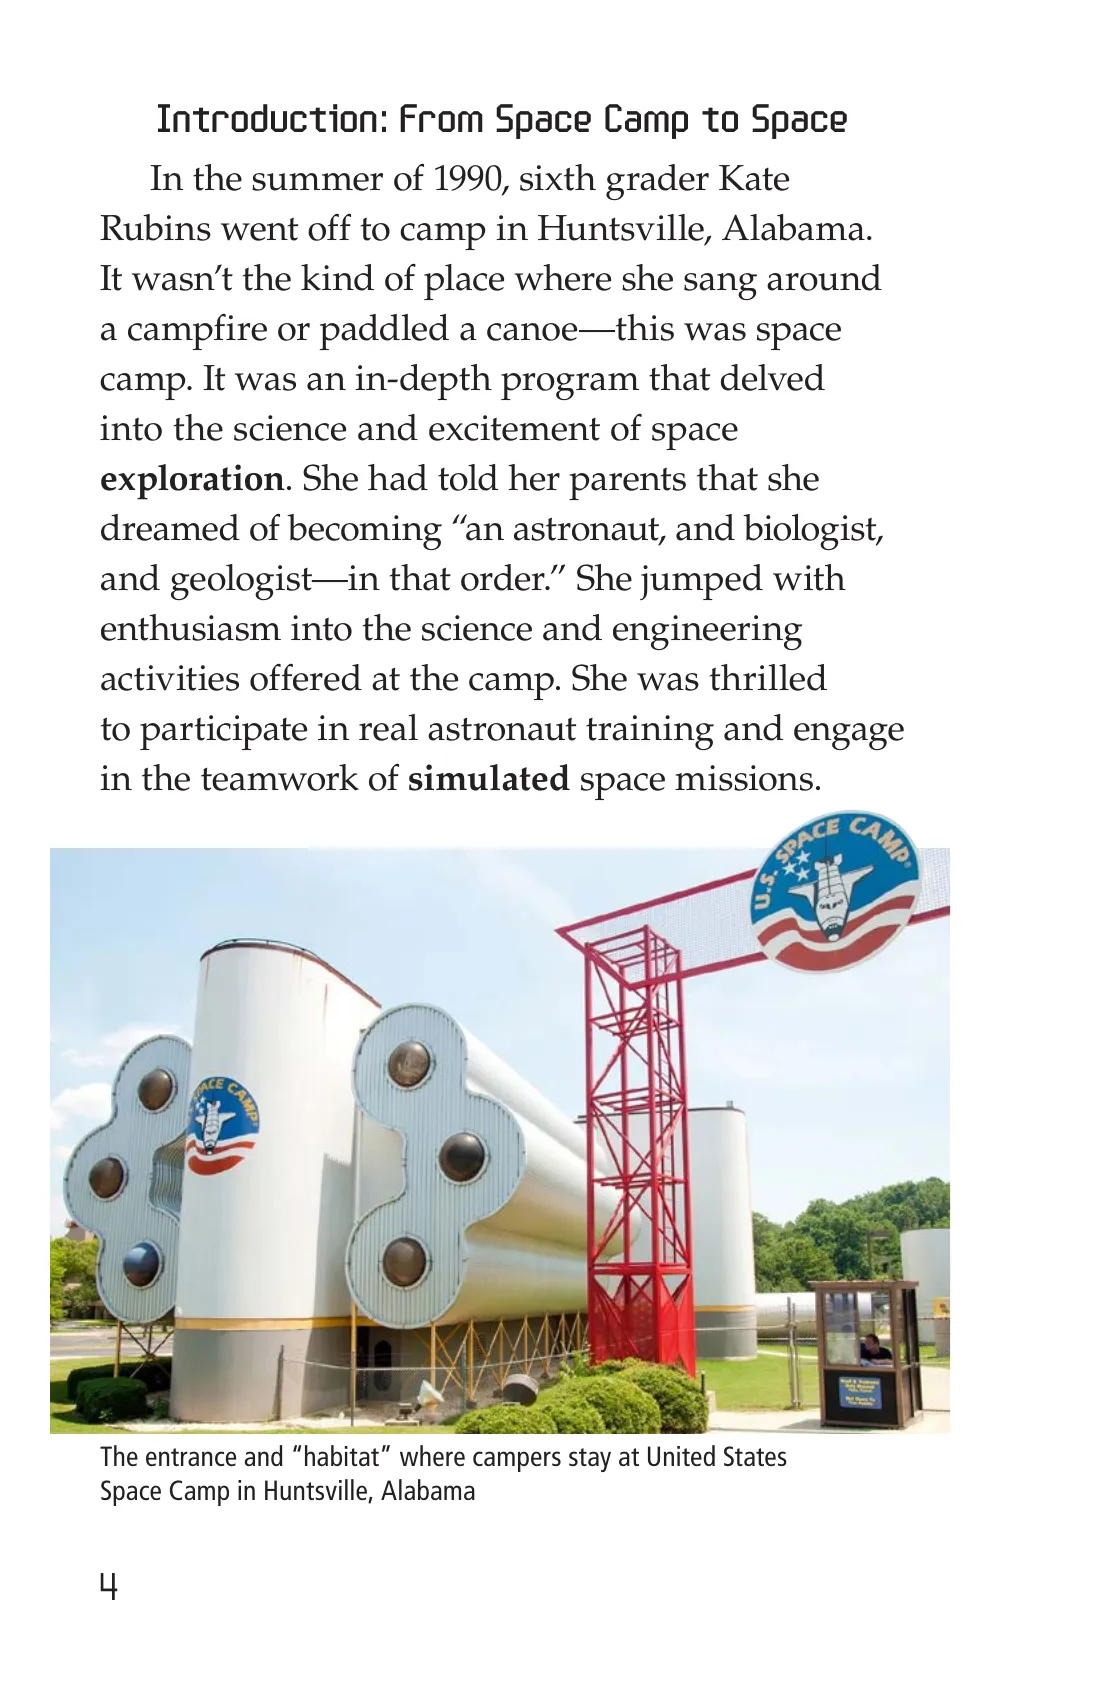 Introduction: From Space Camp to Space
In the summer of 1990, sixth grader Kate
Rubins went off to camp in Huntsville, Alabama.
It wasn’t the kind of place where she sang around
a campfire or paddled a canoe—this was space
camp. It was an in-depth program that delved
into the science and excitement of space
exploration. She had told her parents that she
dreamed of becoming “an astronaut, and biologist,
and geologist—in that order.” She jumped with
enthusiasm into the science and engineering
activities offered at the camp. She was thrilled
to participate in real astronaut training and engage
in the teamwork of simulated space missions.
U.S. SPACE CAMP®
SPACE CAMP®
The entrance and “habitat” where campers stay at United States
Space Camp in Huntsville, Alabama
4